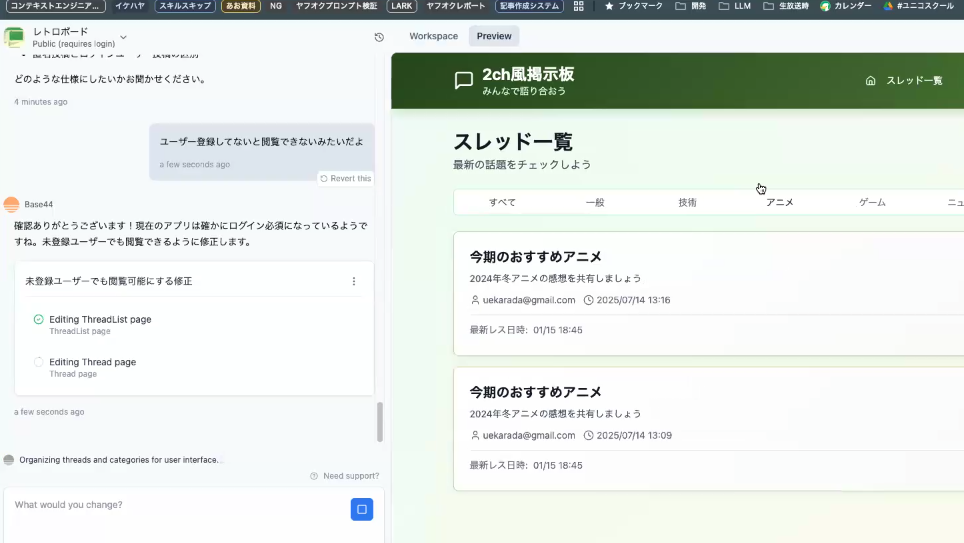 コンテキストエンジニア...
イケハヤ
スキルスキップ
あお資料
NG
ヤフオクプロンプト検証
LARK
ヤフオクレポート
記事作成システム
ブックマーク
開発
LLM
生放送時
カレンダー
#ユニコスクール
レトロボード
Public (requires login)
Workspace
Preview
どのような仕様にしたいかお聞かせください。
4 minutes ago
ユーザー登録してないと閲覧できないみたいだよ
a few seconds ago
Revert this
Base44
確認ありがとうございます！現在のアプリは確かにログイン必須になっているようで
すね。未登録ユーザーでも閲覧できるように修正します。
未登録ユーザーでも閲覧可能にする修正
Editing ThreadList page
ThreadList page
Editing Thread page
Thread page
a few seconds ago
Organizing threads and categories for user interface.
Need support?
What would you change?
2ch風掲示板
みんなで語り合おう
スレッド一覧
スレッド一覧
最新の話題をチェックしよう
すべて
一般
技術
アニメ
ゲーム
ニュ
今期のおすすめアニメ
2024年冬アニメの感想を共有しましょう
uekarada@gmail.com 2025/07/14 13:16
最新レス日時: 01/15 18:45
今期のおすすめアニメ
2024年冬アニメの感想を共有しましょう
uekarada@gmail.com 2025/07/14 13:09
最新レス日時: 01/15 18:45